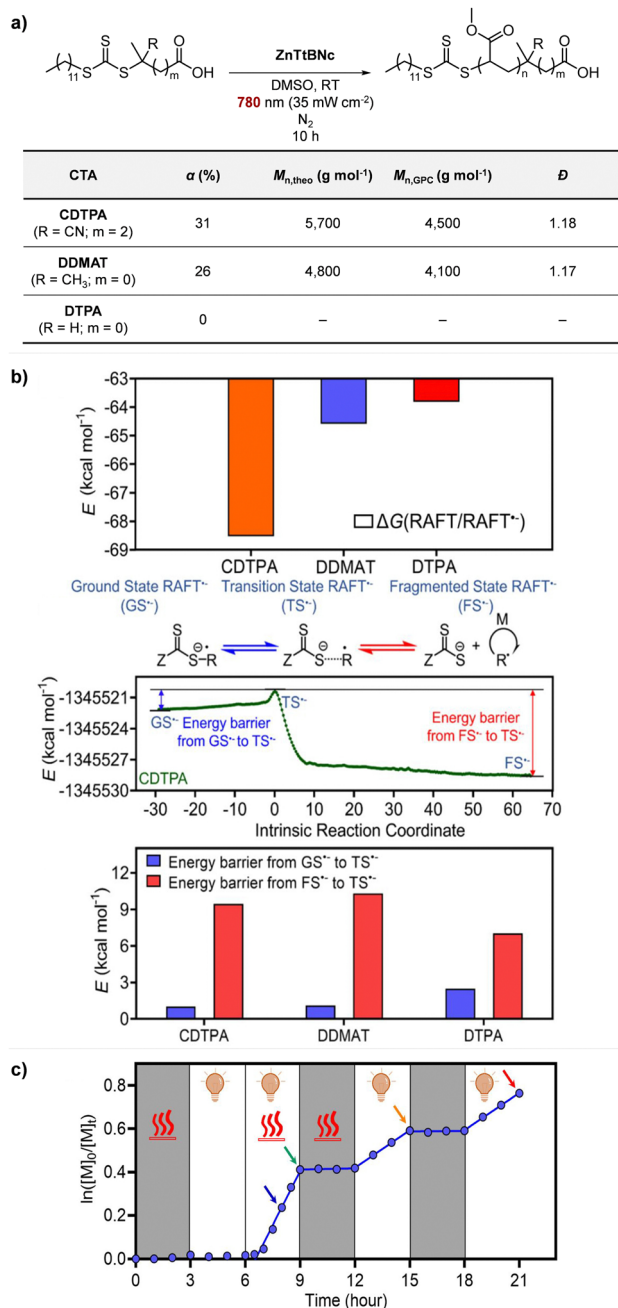 a)
S
R
O
11
S
S
m
OH
ZnTtBNc
DMSO, RT
780 nm (35 mW cm⁻²)
N₂
10 h
O
O
S
R
O
11
S
S
n
m
OH
CTA α (%) Mn,theo (g mol⁻¹) Mn,GPC (g mol⁻¹) Đ
CDTPA
(R = CN; m = 2) 31 5,700 4,500 1.18
DDMAT
(R = CH₃; m = 0) 26 4,800 4,100 1.17
DTPA
(R = H; m = 0) 0 – – –
b)
-63
-64
-65
-66
-67
-68
-69
E (kcal mol⁻¹)
ΔG(RAFT/RAFT•⁻)
CDTPA DDMAT DTPA
Ground State RAFT•⁻ Transition State RAFT•⁻ Fragmented State RAFT•⁻
(GS•⁻) (TS•⁻) (FS•⁻)
S S S M
Z S–R Z S R Z S + R•
-1345521
-1345524
-1345527
-1345530
E (kcal mol⁻¹)
GS•⁻ Energy barrier
from GS•⁻ to TS•⁻
TS•⁻
Energy barrier
from FS•⁻ to TS•⁻
FS•⁻
CDTPA
-30 -20 -10 0 10 20 30 40 50 60 70
Intrinsic Reaction Coordinate
Energy barrier from GS•⁻ to TS•⁻
Energy barrier from FS•⁻ to TS•⁻
12
9
6
3
0
E (kcal mol⁻¹)
CDTPA DDMAT DTPA
c)
0.8
0.6
0.4
0.2
0.0
ln([M]₀/[M]t)
0 3 6 9 12 15 18 21
Time (hour)